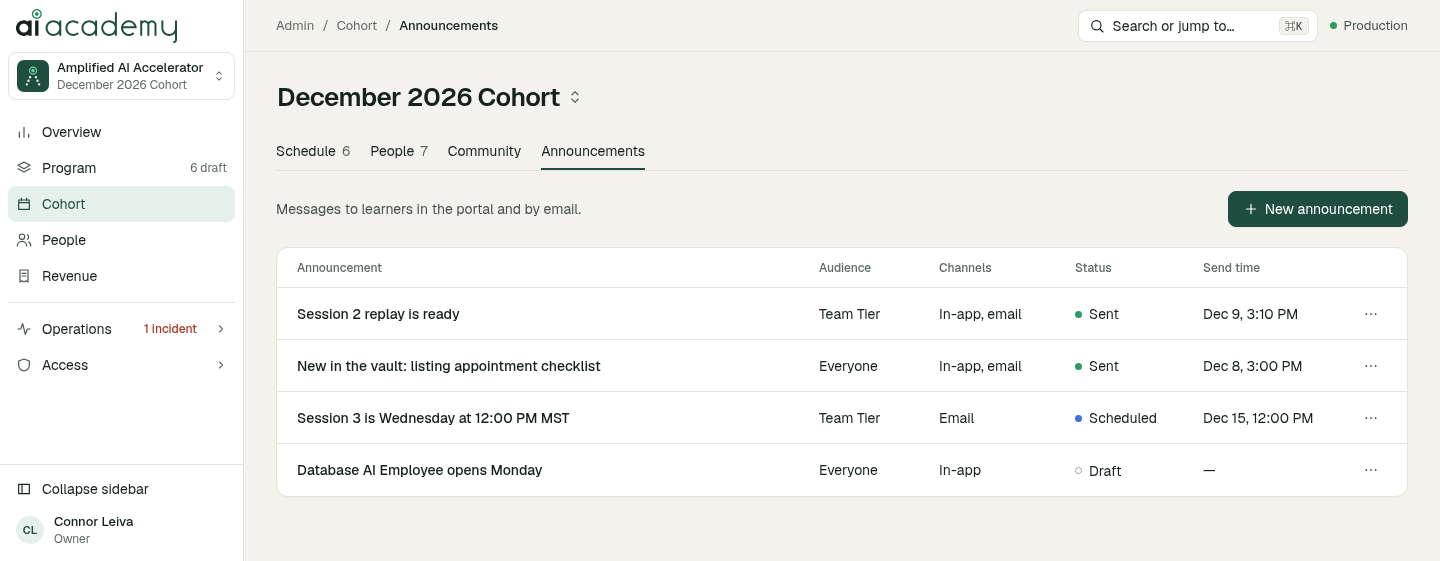 ai academy
Amplified AI Accelerator
December 2026 Cohort
Overview
Program 6 draft
Cohort
People
Revenue
Operations 1 incident
Access
Collapse sidebar
CL
Connor Leiva
Owner
Admin / Cohort / Announcements
Search or jump to... ⌘K
Production
December 2026 Cohort
Schedule 6 People 7 Community Announcements
Messages to learners in the portal and by email.
+ New announcement
Announcement Audience Channels Status Send time
Session 2 replay is ready Team Tier In-app, email Sent Dec 9, 3:10 PM ...
New in the vault: listing appointment checklist Everyone In-app, email Sent Dec 8, 3:00 PM ...
Session 3 is Wednesday at 12:00 PM MST Team Tier Email Scheduled Dec 15, 12:00 PM ...
Database AI Employee opens Monday Everyone In-app Draft — ...